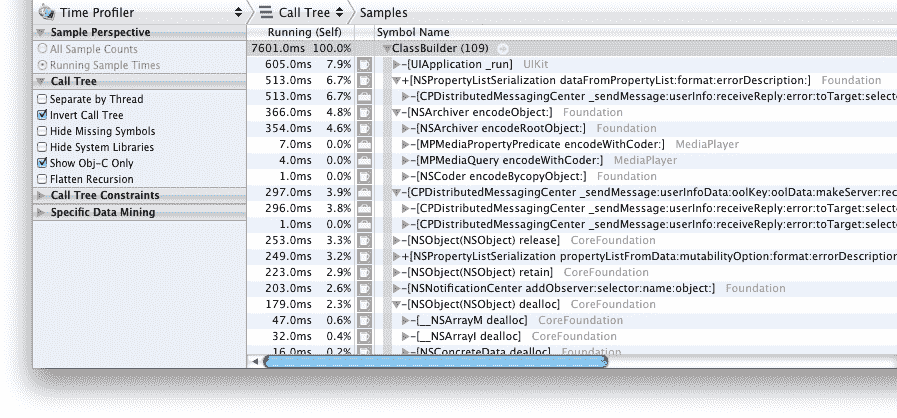 Time Profiler Call Tree Samples
Sample Perspective
All Sample Counts
Running Sample Times
Call Tree
Separate by Thread
Invert Call Tree
Hide Missing Symbols
Hide System Libraries
Show Obj-C Only
Flatten Recursion
Call Tree Constraints
Specific Data Mining
Running (Self) Symbol Name
7601.0ms 100.0% ClassBuilder (109)
605.0ms 7.9% -[UIApplication _run] UIKit
513.0ms 6.7% +[NSPropertyListSerialization dataFromPropertyList:format:errorDescription:] Foundation
513.0ms 6.7% -[CPDistributedMessagingCenter _sendMessage:userInfo:receiveReply:error:toTarget:select
366.0ms 4.8% -[NSArchiver encodeObject:] Foundation
354.0ms 4.6% -[NSArchiver encodeRootObject:] Foundation
7.0ms 0.0% -[MPMediaPropertyPredicate encodeWithCoder:] MediaPlayer
4.0ms 0.0% -[MPMediaQuery encodeWithCoder:] MediaPlayer
1.0ms 0.0% -[NSCoder encodeBycopyObject:] Foundation
297.0ms 3.9% -[CPDistributedMessagingCenter _sendMessage:userInfoData:oolKey:oolData:makeServer:rec
296.0ms 3.8% -[CPDistributedMessagingCenter _sendMessage:userInfo:receiveReply:error:toTarget:select
1.0ms 0.0% -[CPDistributedMessagingCenter _sendMessage:userInfo:receiveReply:error:toTarget:select
253.0ms 3.3% -[NSObject(NSObject) release] CoreFoundation
249.0ms 3.2% +[NSPropertyListSerialization propertyListFromData:mutabilityOption:format:errorDescription
223.0ms 2.9% -[NSObject(NSObject) retain] CoreFoundation
203.0ms 2.6% -[NSNotificationCenter addObserver:selector:name:object:] Foundation
179.0ms 2.3% -[NSObject(NSObject) dealloc] CoreFoundation
47.0ms 0.6% -[__NSArrayM dealloc] CoreFoundation
32.0ms 0.4% -[__NSArrayI dealloc] CoreFoundation
16.0ms 0.2% -[NSConcreteData dealloc] Foundation